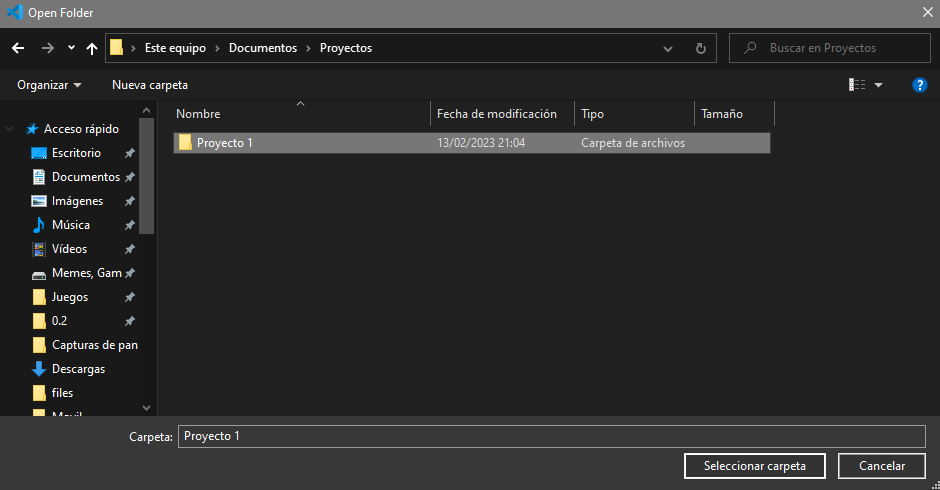 Open Folder
Este equipo > Documentos > Proyectos
Buscar en Proyectos
Organizar Nueva carpeta
?
Nombre Fecha de modificación Tipo Tamaño
Proyecto 1 13/02/2023 21:04 Carpeta de archivos
Acceso rápido
Escritorio
Documentos
Imágenes
Música
Vídeos
Memes, Gam
Juegos
0.2
Capturas de pan
Descargas
files
Carpeta: Proyecto 1
Seleccionar carpeta Cancelar